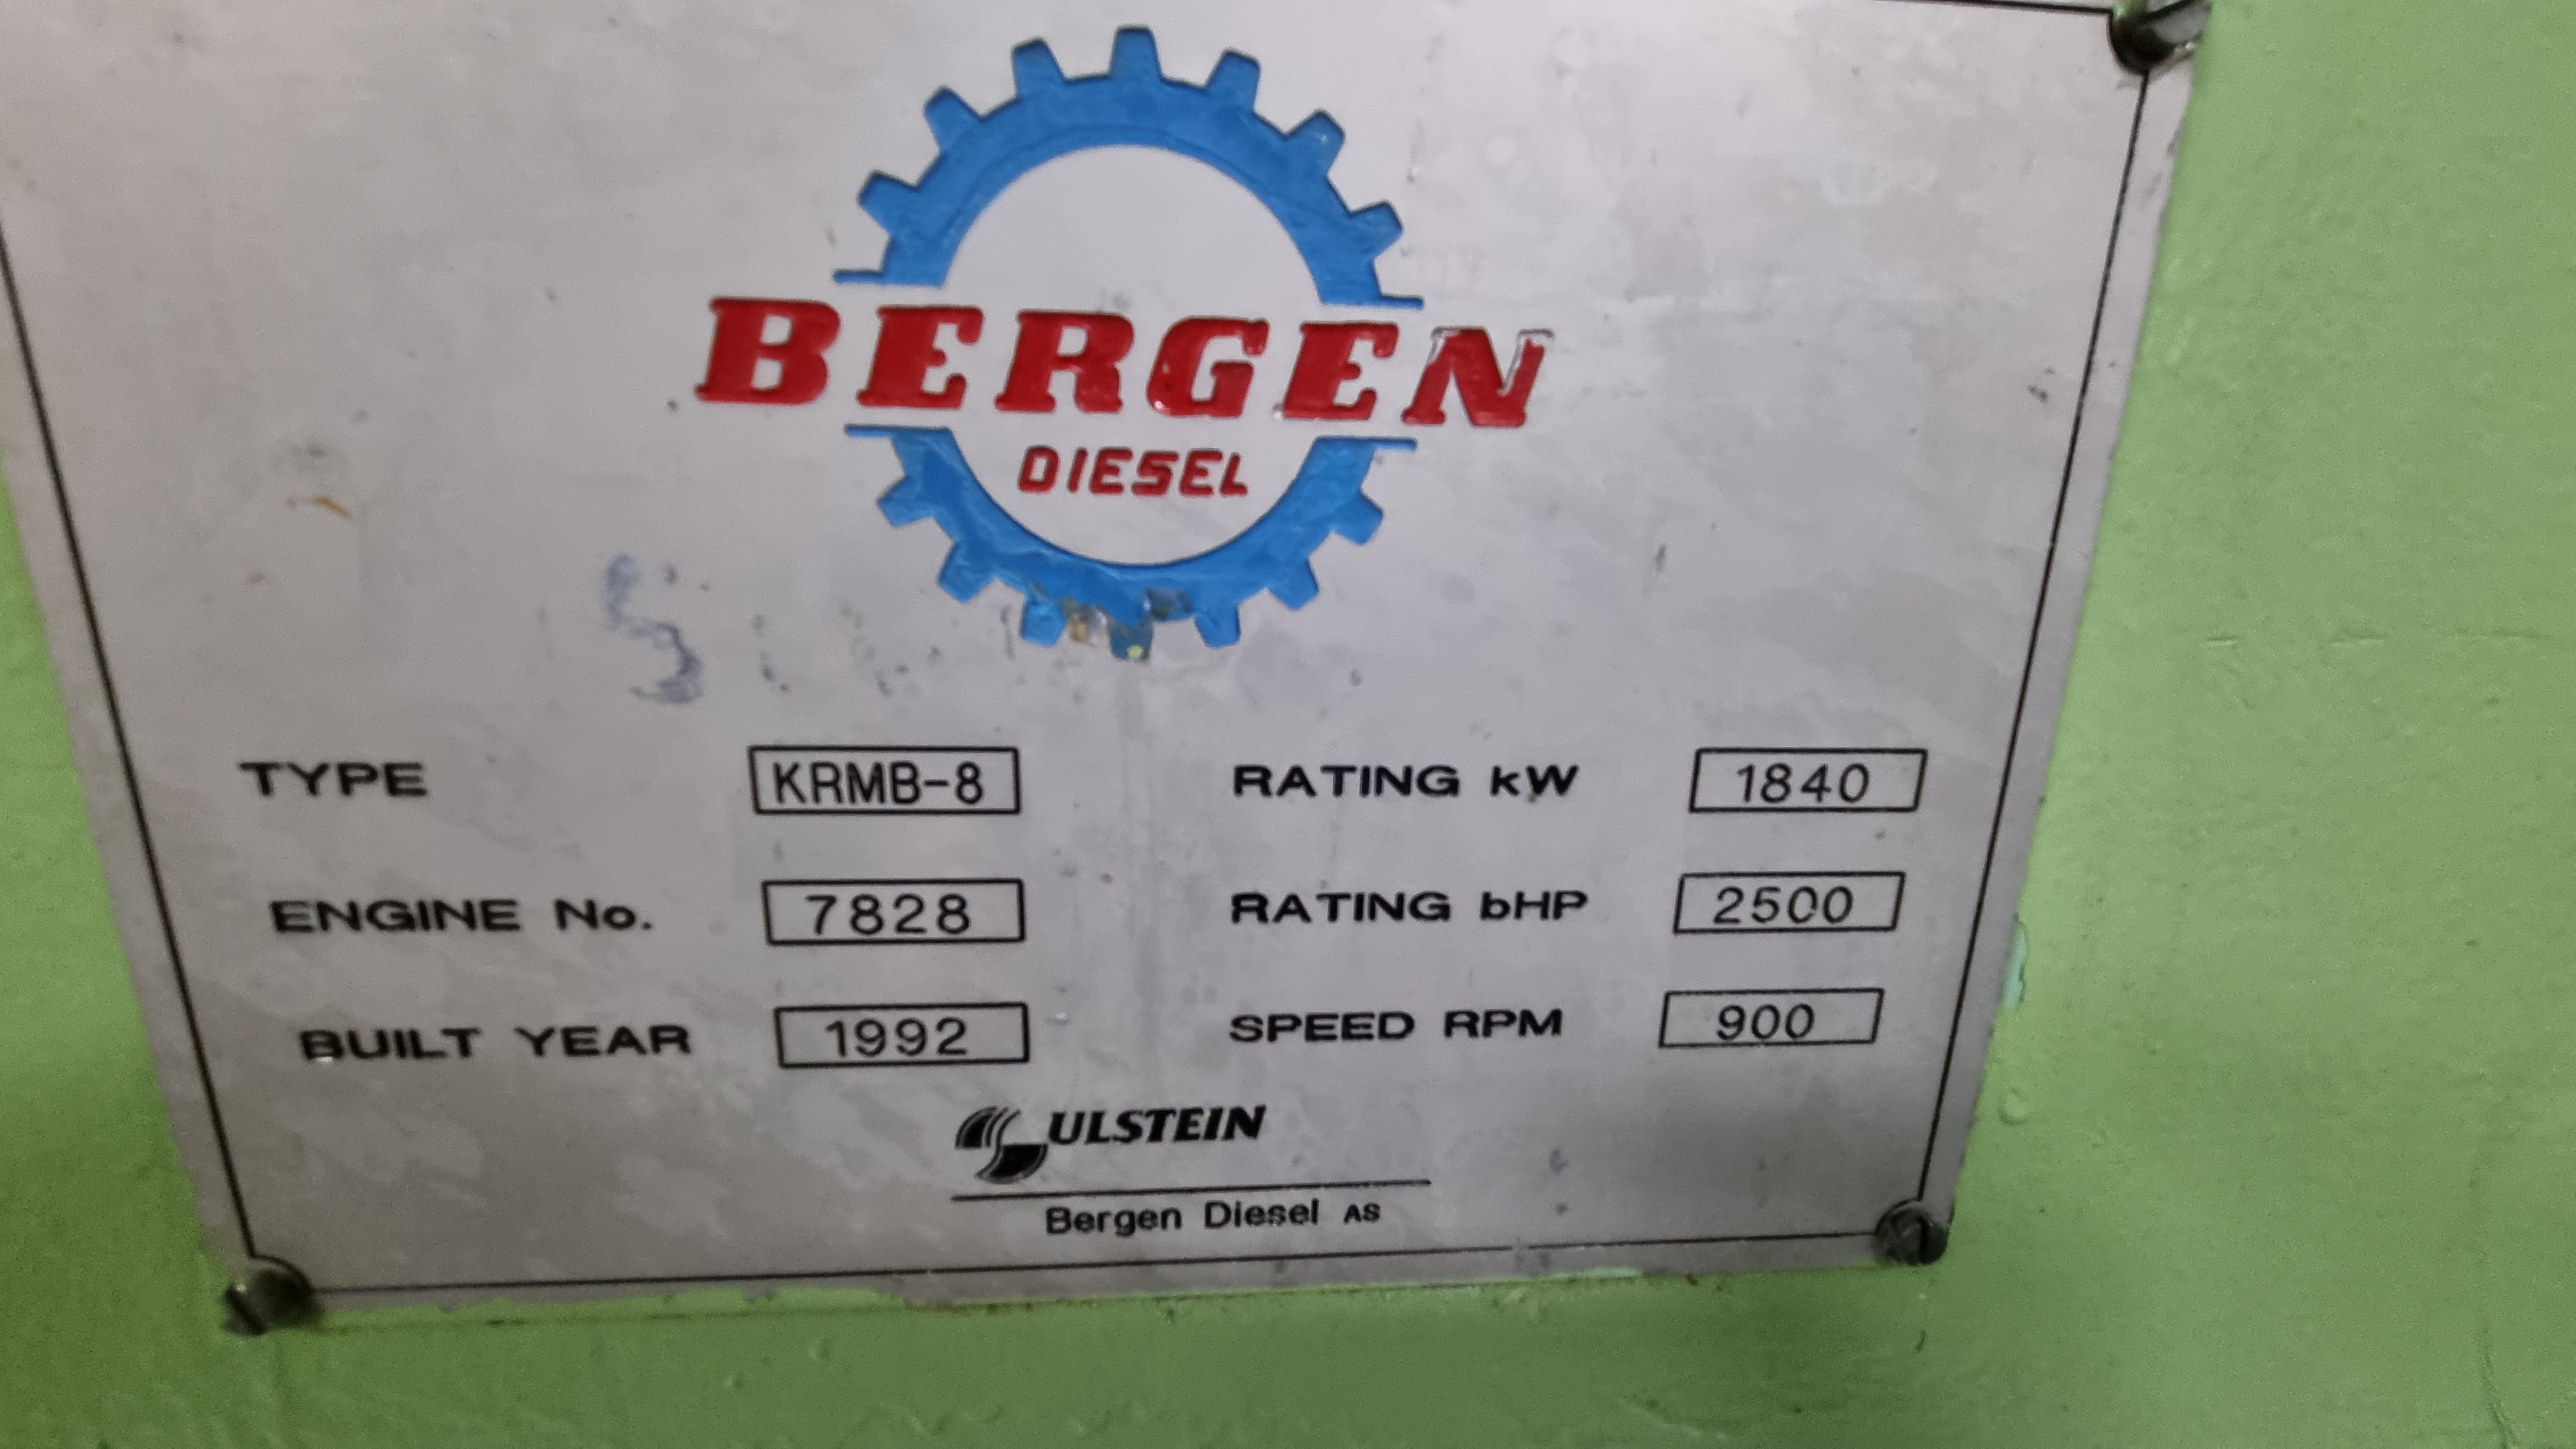 BERGEN
DIESEL
TYPE KRMB-8 RATING kW 1840
ENGINE No. 7828 RATING bHP 2500
BUILT YEAR 1992 SPEED RPM 900
ULSTEIN
Bergen Diesel AS